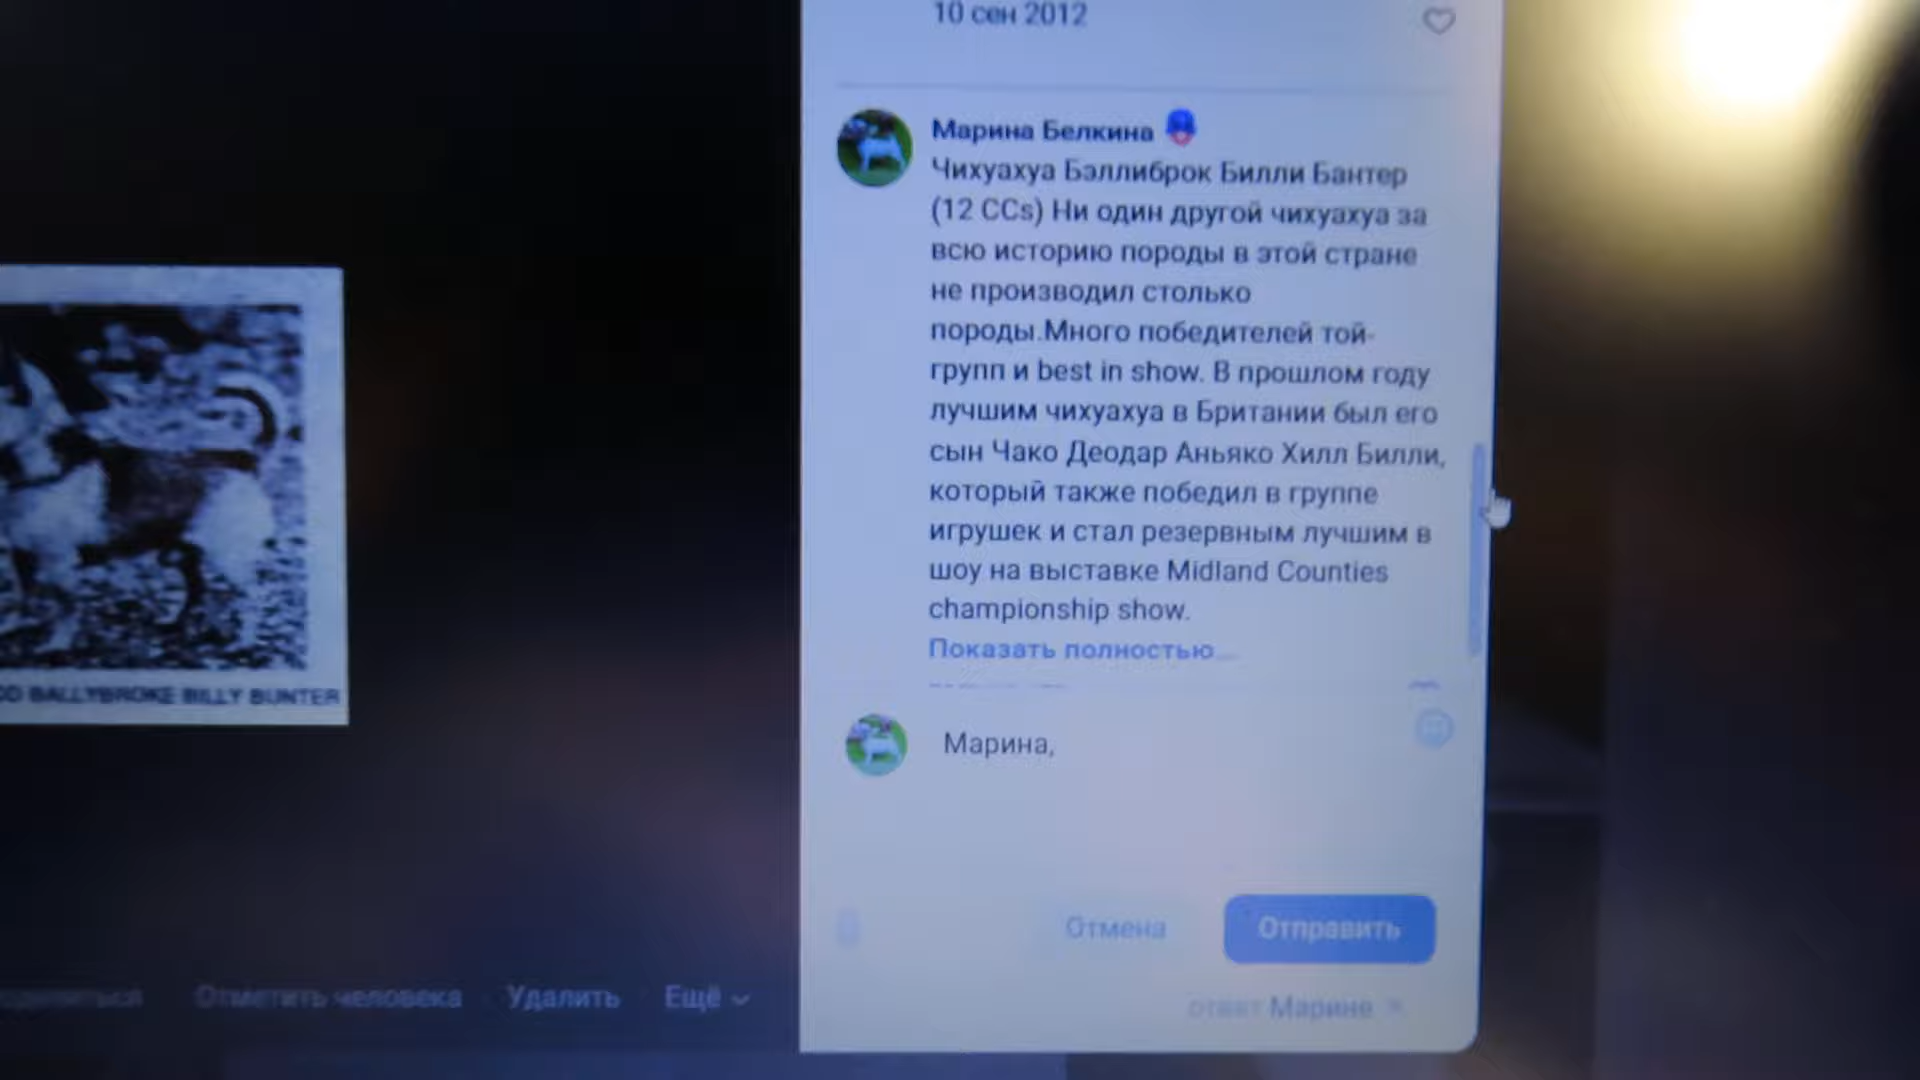 10 сен 2012
Марина Белкина
Чихуахуа Бэллиброк Билли Бантер
(12 CCs) Ни один другой чихуахуа за
всю историю породы в этой стране
не производил столько
породы.Много победителей той-
групп и best in show. В прошлом году
лучшим чихуахуа в Британии был его
сын Чако Деодар Аньяко Хилл Билли,
который также победил в группе
игрушек и стал резервным лучшим в
шоу на выставке Midland Counties
championship show.
Показать полностью...
BALLYBROKE BILLY BUNTER
Марина,
Отмена
Отправить
Отметить человека
Удалить
Ещё
ответ Марине